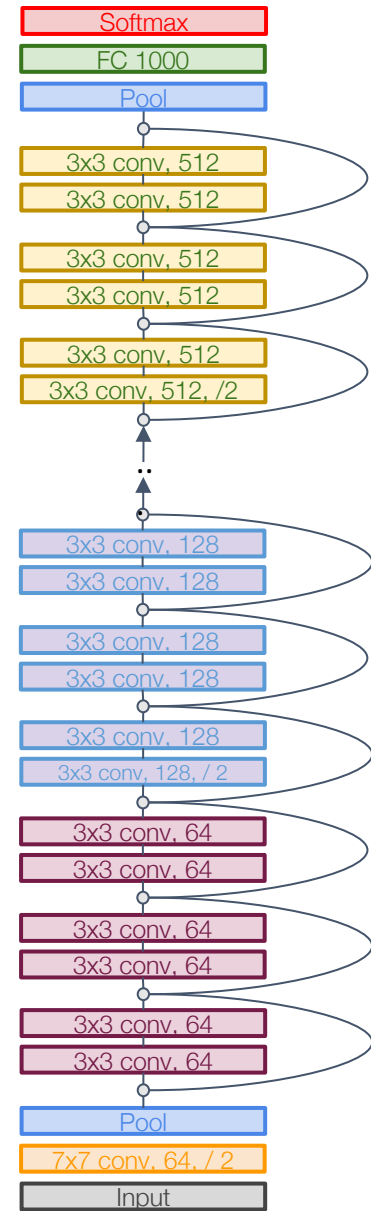 Softmax
FC 1000
Pool
3x3 conv, 512
3x3 conv, 512
3x3 conv, 512
3x3 conv, 512
3x3 conv, 512
3x3 conv, 512, /2
..
.
3x3 conv, 128
3x3 conv, 128
3x3 conv, 128
3x3 conv, 128
3x3 conv, 128
3x3 conv, 128, / 2
3x3 conv, 64
3x3 conv, 64
3x3 conv, 64
3x3 conv, 64
3x3 conv, 64
3x3 conv, 64
Pool
7x7 conv, 64, / 2
Input